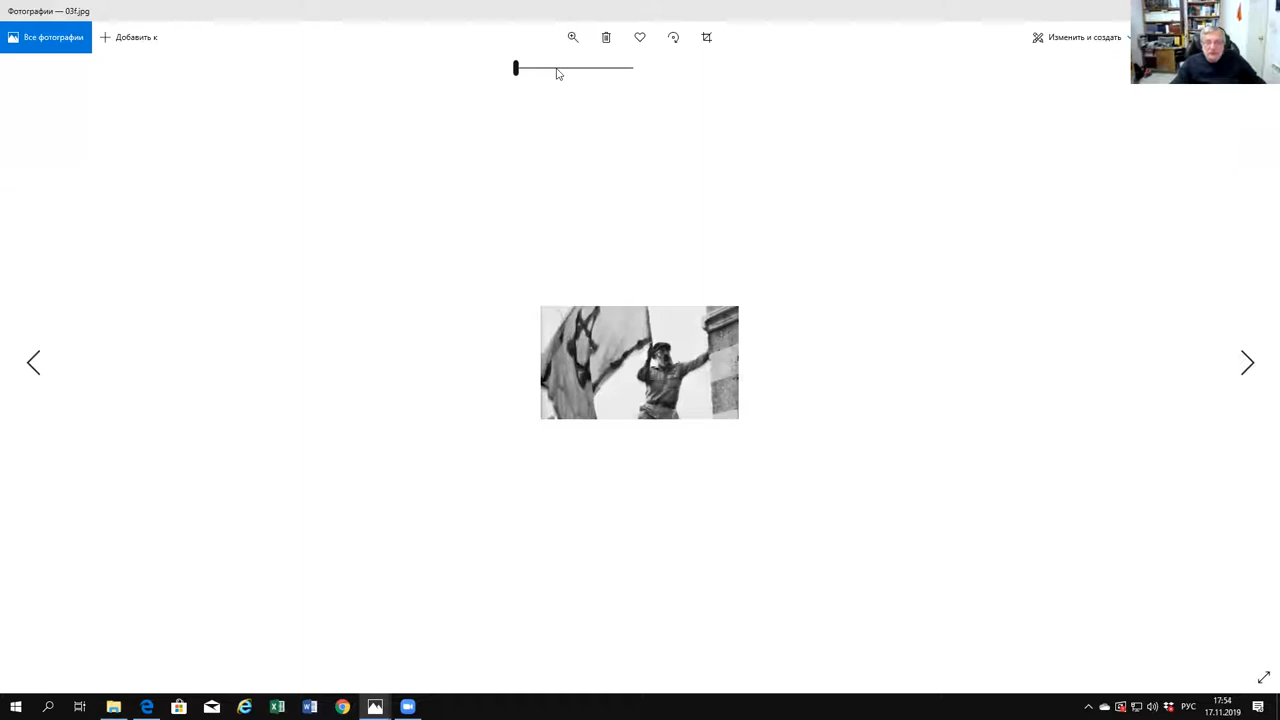 Фотографии — 03f.jpg
Все фотографии
Добавить к
Изменить и создать
РУС
17:54
17.11.2019